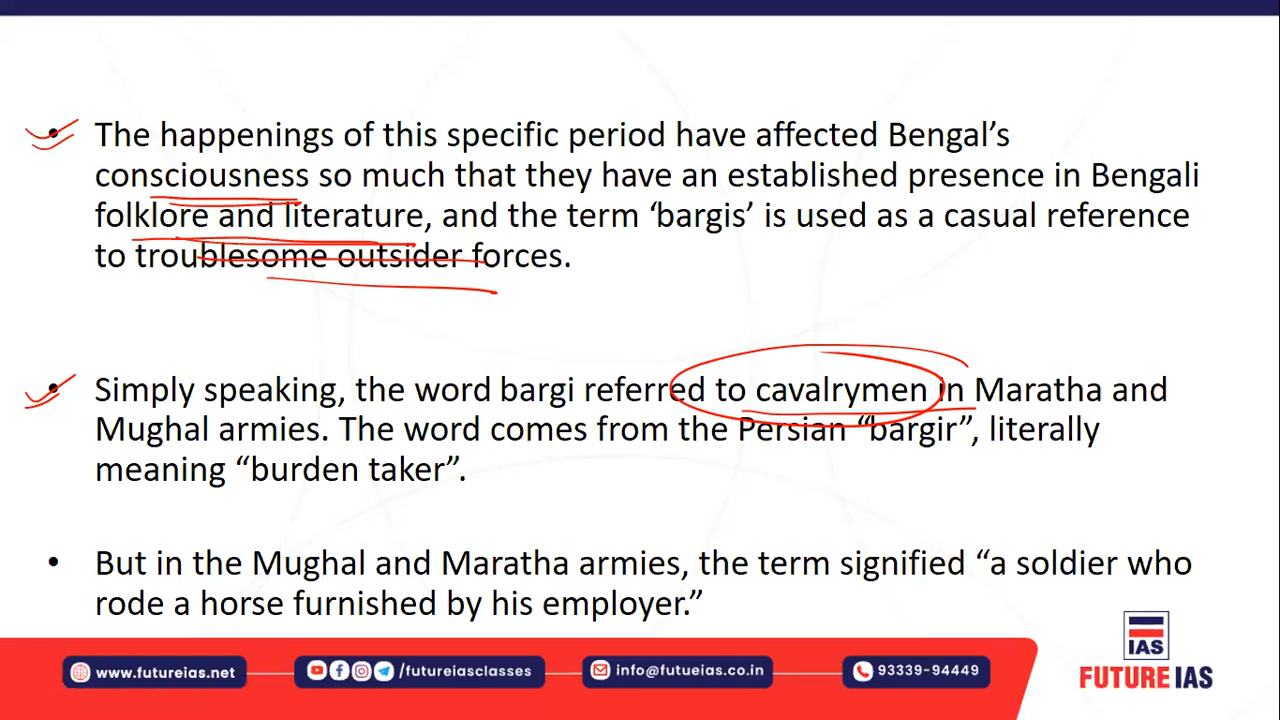 • The happenings of this specific period have affected Bengal’s
consciousness so much that they have an established presence in Bengali
folklore and literature, and the term ‘bargis’ is used as a casual reference
to troublesome outsider forces.
• Simply speaking, the word bargi referred to cavalrymen in Maratha and
Mughal armies. The word comes from the Persian “bargir”, literally
meaning “burden taker”.
• But in the Mughal and Maratha armies, the term signified “a soldier who
rode a horse furnished by his employer.”
IAS
FUTURE IAS
www.futureias.net
/futureiasclasses
info@futueias.co.in
93339-94449